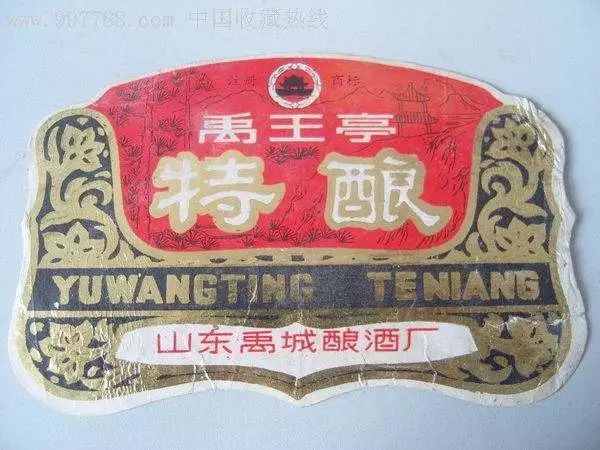 www.997788.com 中国收藏热线
注册 商标
禹王亭
特酿
YUWANGTING TENIANG
山东禹城酿酒厂